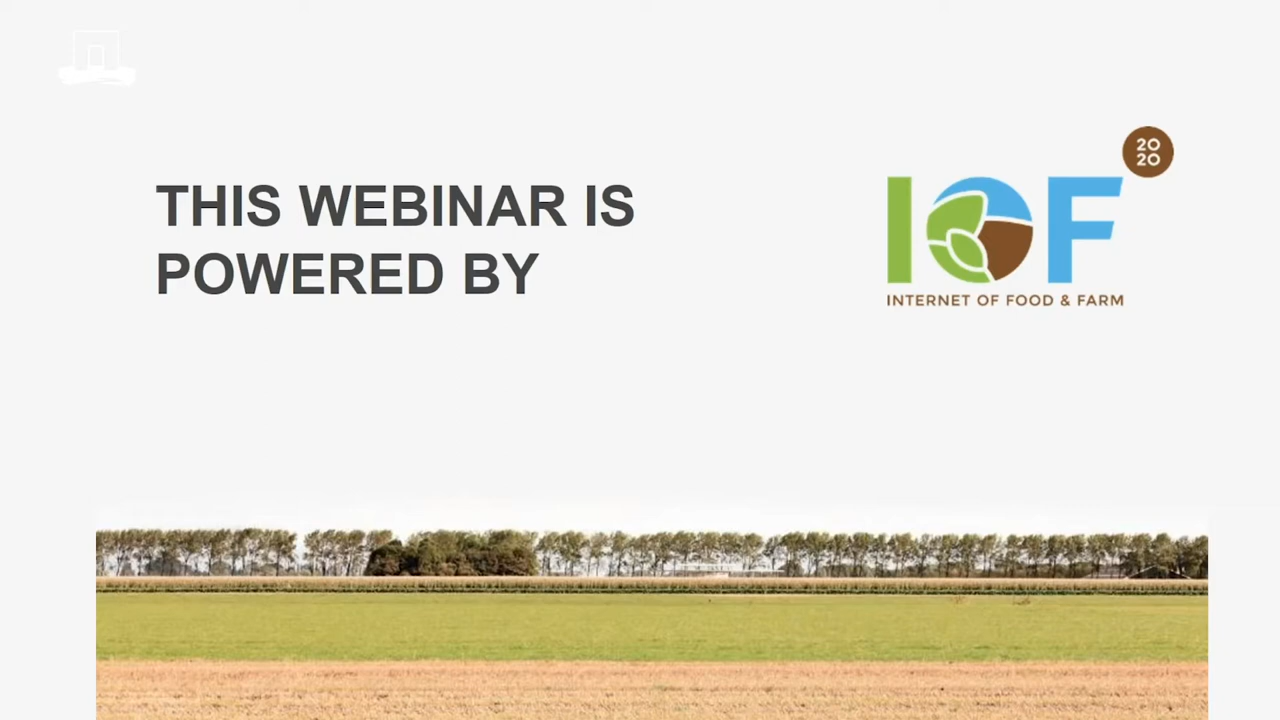 THIS WEBINAR IS
POWERED BY
20
20
IOF
INTERNET OF FOOD & FARM